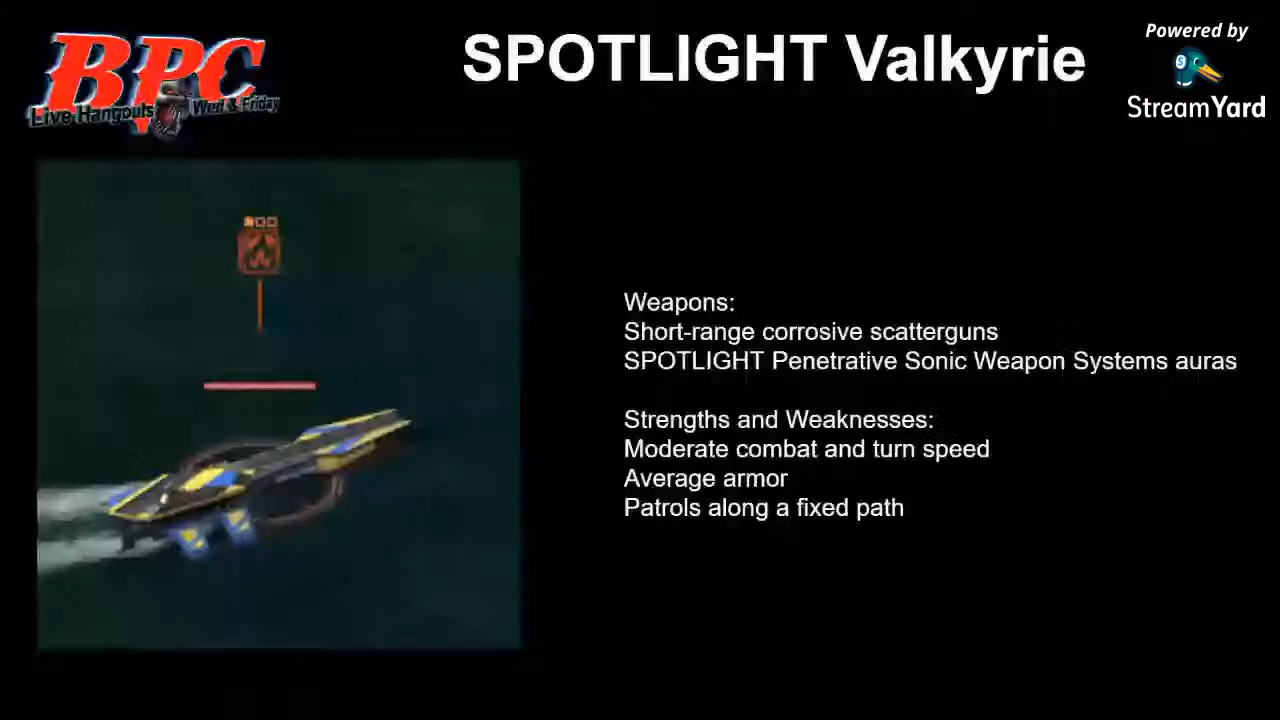 BPC
Live Hangouts Wed & Friday
SPOTLIGHT Valkyrie
Powered by
StreamYard
Weapons:
Short-range corrosive scatterguns
SPOTLIGHT Penetrative Sonic Weapon Systems auras
Strengths and Weaknesses:
Moderate combat and turn speed
Average armor
Patrols along a fixed path